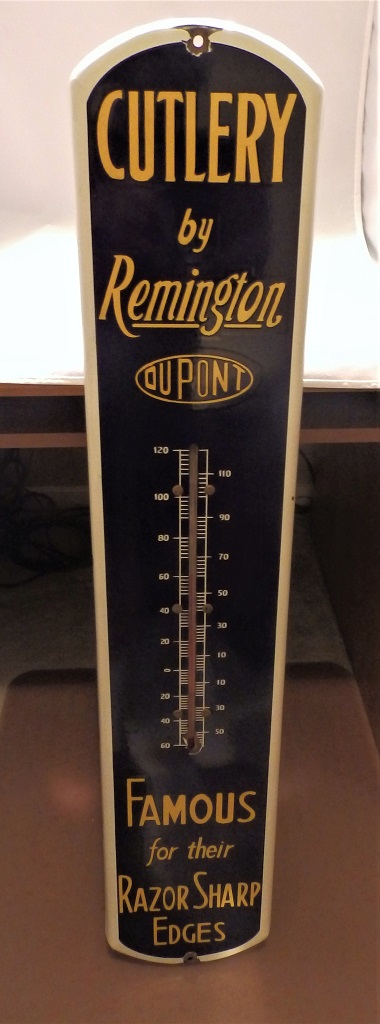 CUTLERY
by
Remington
DUPONT
120
110
100
90
80
70
60
50
40
30
20
10
0
10
20
30
40
50
60
FAMOUS
for their
RAZOR SHARP
EDGES